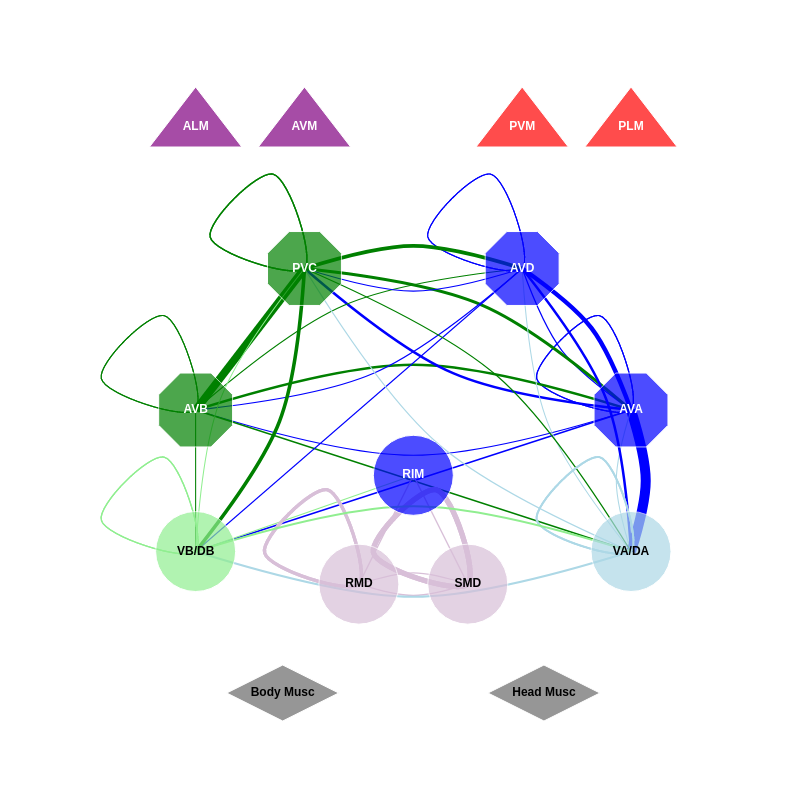 ALM
AVM
PVM
PLM
PVC
AVD
AVB
AVA
RIM
VB/DB
VA/DA
RMD
SMD
Body Musc
Head Musc